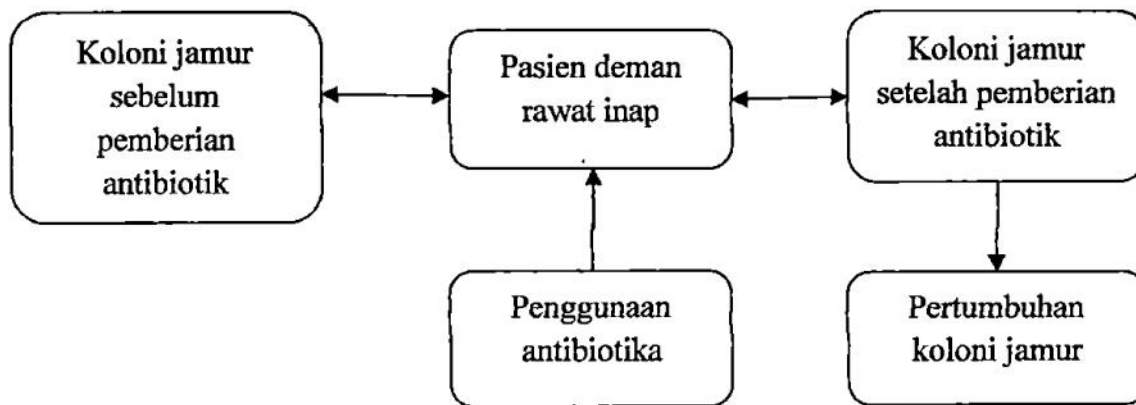 Koloni jamur
sebelum
pemberian
antibiotik
Pasien deman
rawat inap
Koloni jamur
setelah pemberian
antibiotik
Penggunaan
antibiotika
Pertumbuhan
koloni jamur